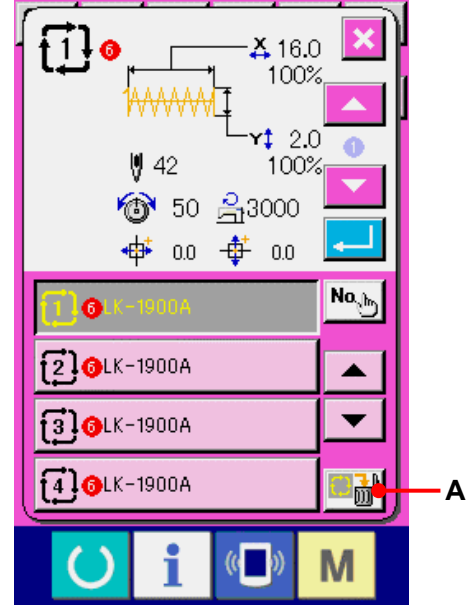 1 6
X 16.0
100%
Y 2.0
100%
1
42
50 3000
0.0 0.0
1 6 LK-1900A
No.
2 6 LK-1900A
3 6 LK-1900A
4 6 LK-1900A
A
i M